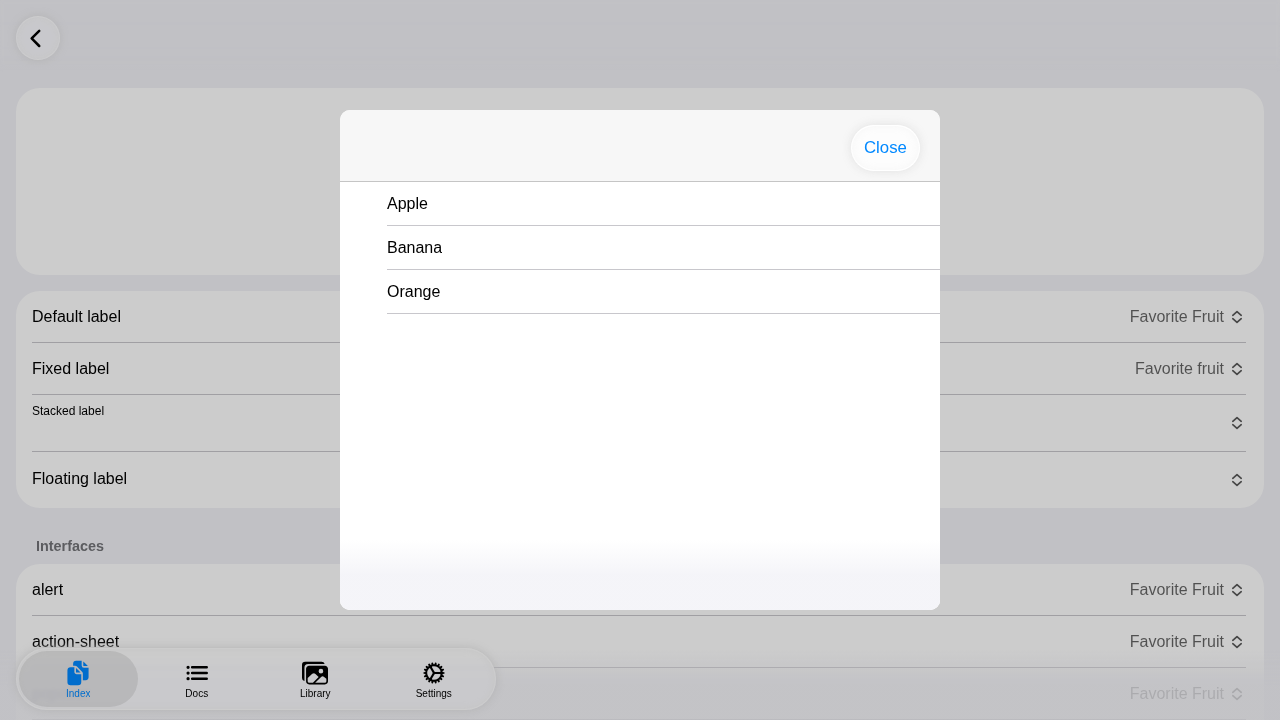 Close
Apple
Banana
Orange
Default label Favorite Fruit
Fixed label Favorite fruit
Stacked label
Floating label
Interfaces
alert Favorite Fruit
action-sheet Favorite Fruit
Favorite Fruit
Index Docs Library Settings